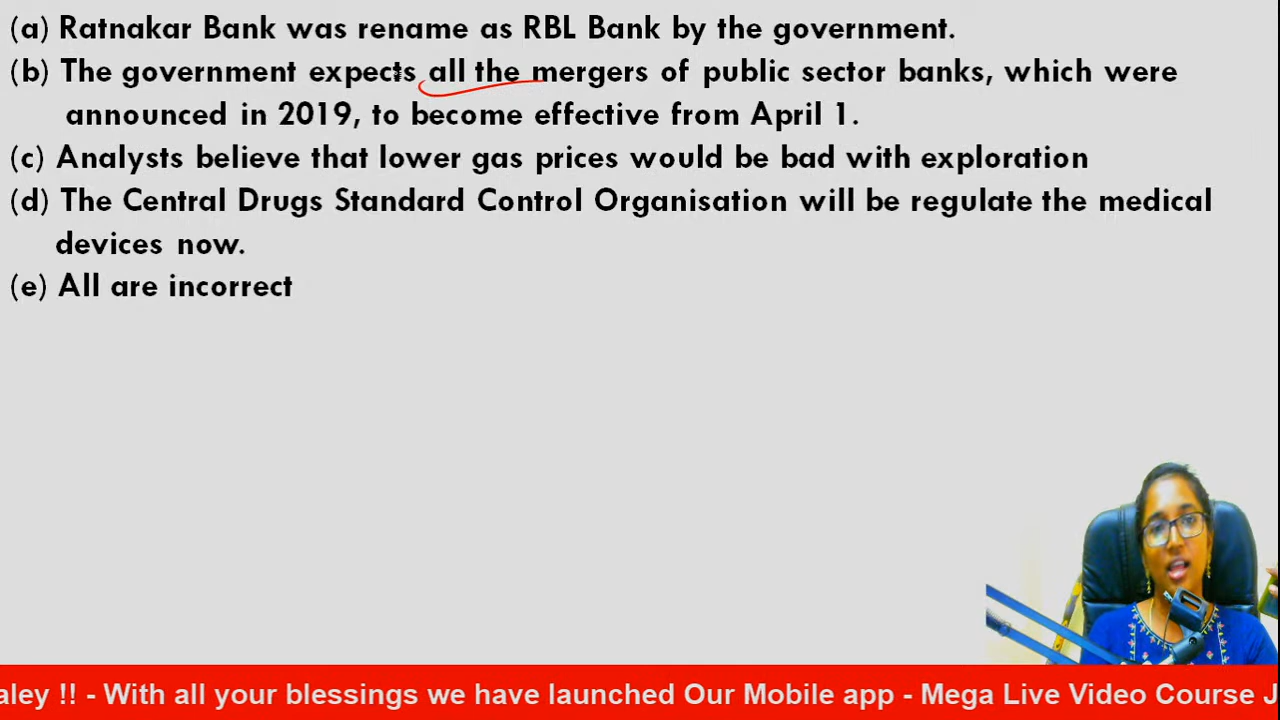 (a) Ratnakar Bank was rename as RBL Bank by the government.
(b) The government expects all the mergers of public sector banks, which were
announced in 2019, to become effective from April 1.
(c) Analysts believe that lower gas prices would be bad with exploration
(d) The Central Drugs Standard Control Organisation will be regulate the medical
devices now.
(e) All are incorrect
aley !! - With all your blessings we have launched Our Mobile app - Mega Live Video Course J